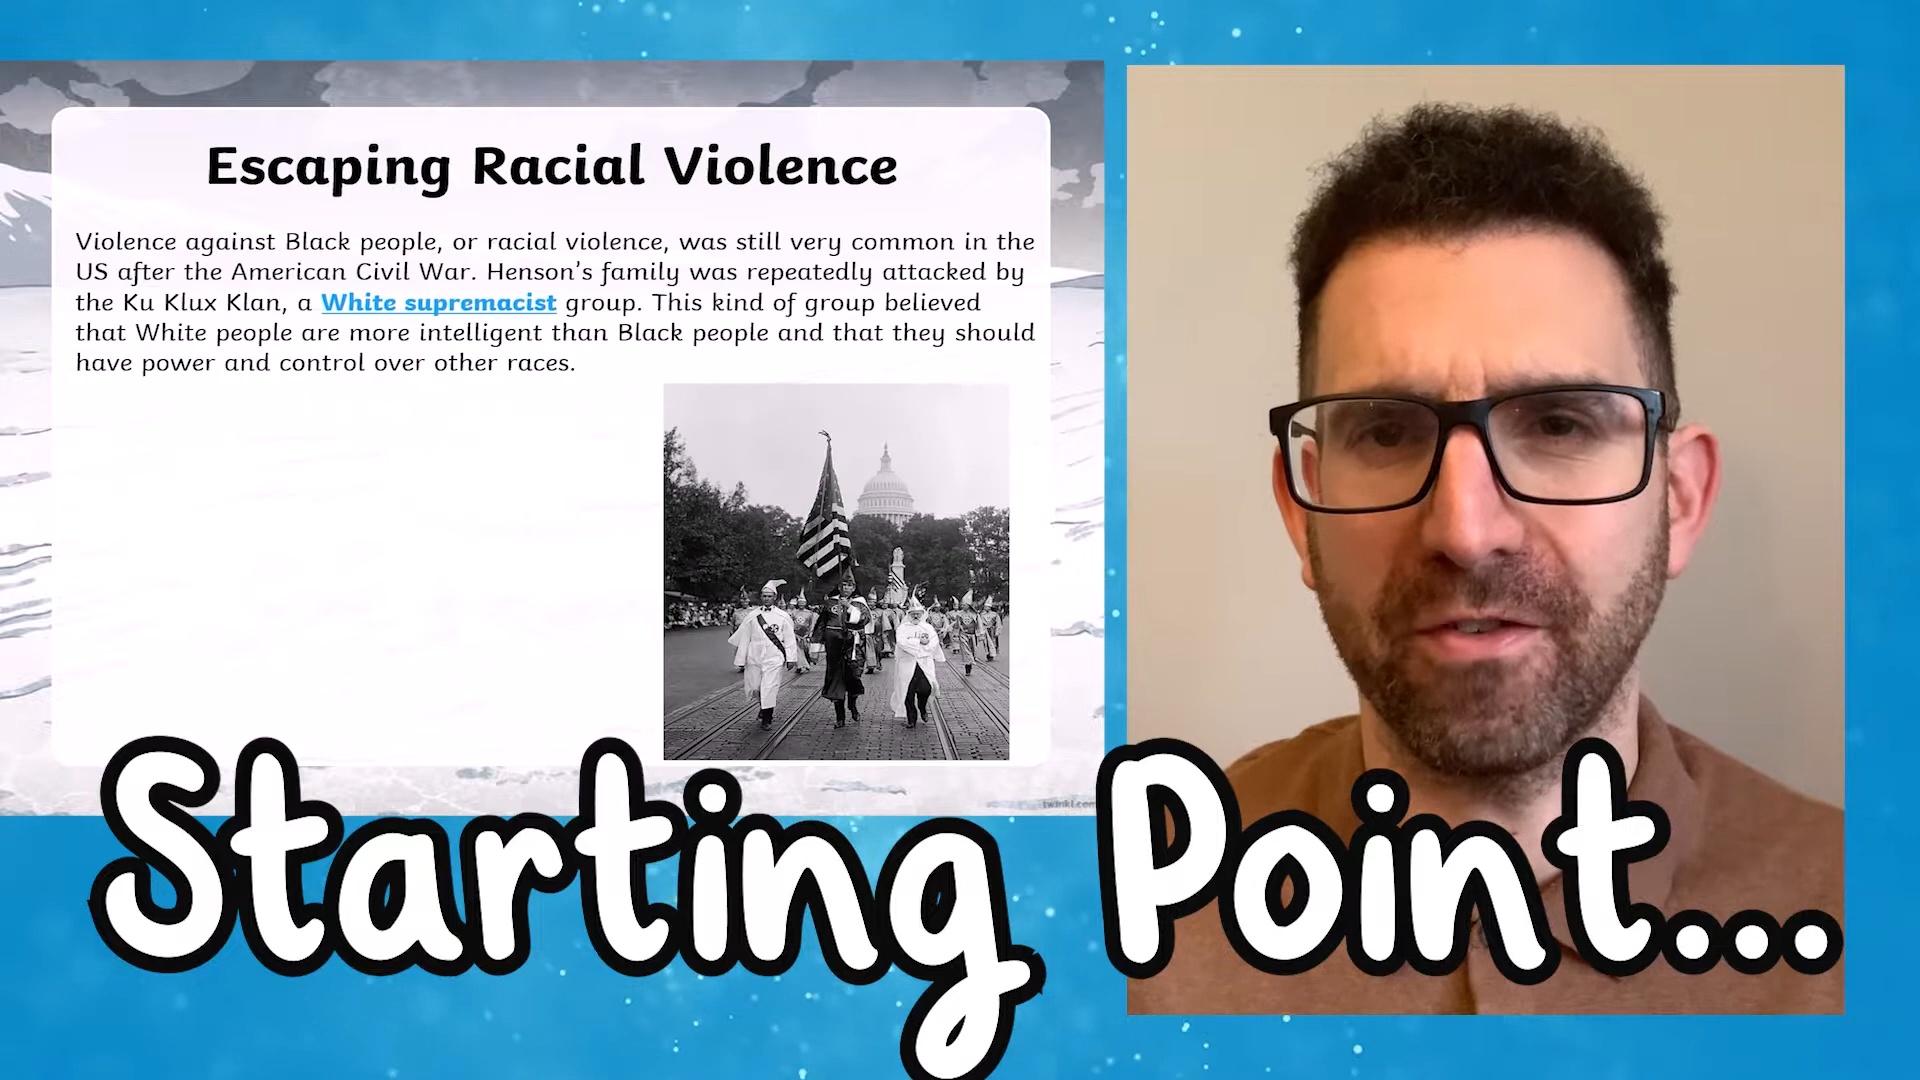 Escaping Racial Violence
Violence against Black people, or racial violence, was still very common in the
US after the American Civil War. Henson's family was repeatedly attacked by
the Ku Klux Klan, a White supremacist group. This kind of group believed
that White people are more intelligent than Black people and that they should
have power and control over other races.
twinkl.com
Starting Point...